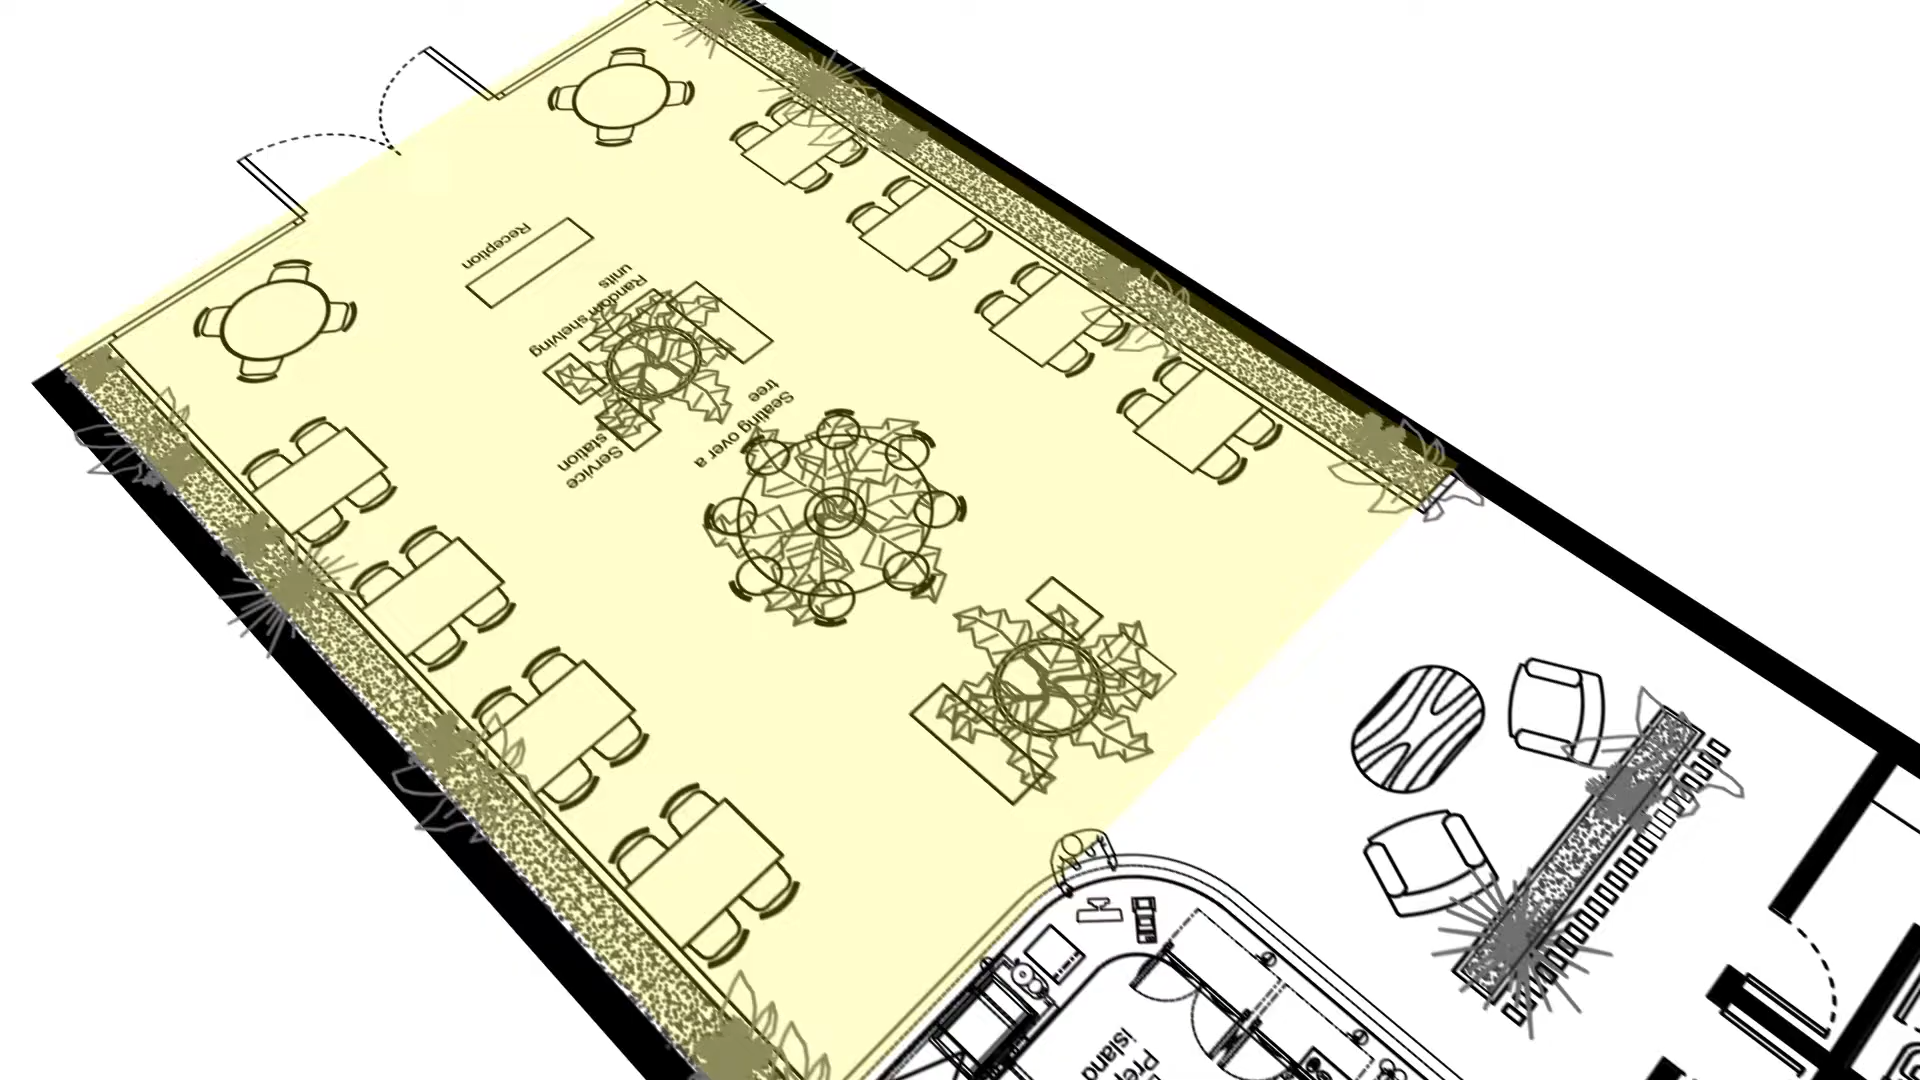 Reception
Random shelving
units
Seating over a
tree
Service
station
Prep
island